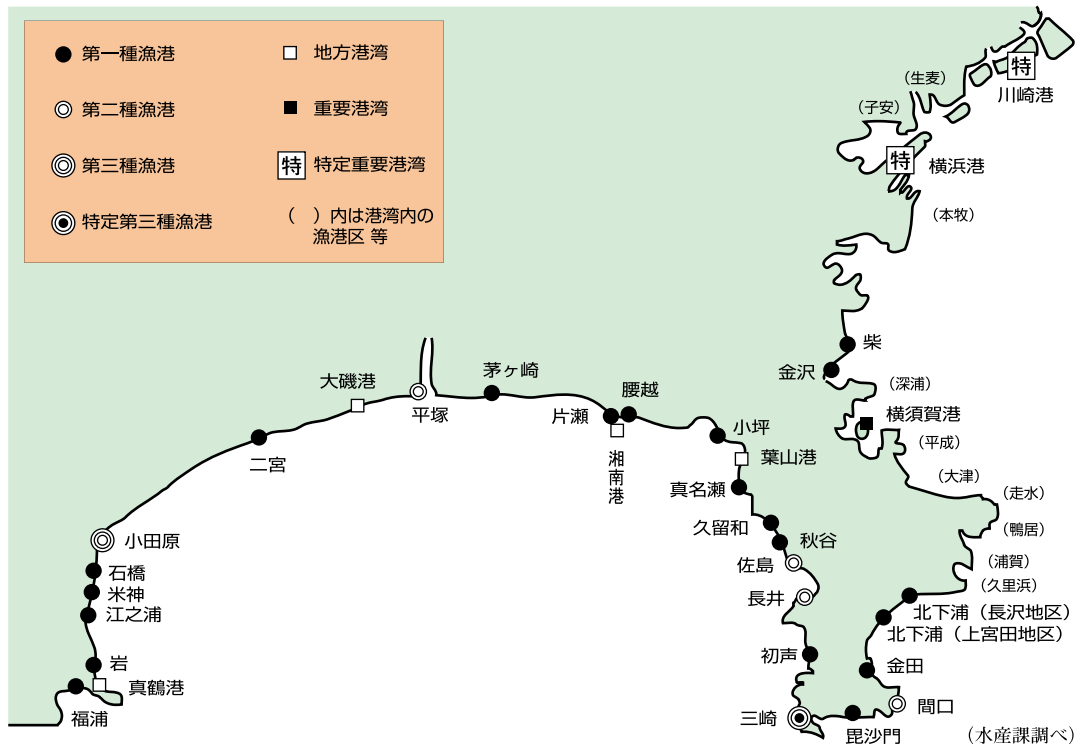 第一種漁港
第二種漁港
第三種漁港
特定第三種漁港
地方港湾
重要港湾
特
特定重要港湾
（　）内は港湾内の
漁港区 等
特
川崎港
（生麦）
（子安）
特
横浜港
（本牧）
柴
金沢
（深浦）
横須賀港
（平成）
（大津）
（走水）
（鴨居）
（浦賀）
（久里浜）
北下浦（長沢地区）
北下浦（上宮田地区）
金田
間口
毘沙門
三崎
初声
長井
佐島
秋谷
久留和
真名瀬
葉山港
小坪
腰越
片瀬
湘南港
茅ヶ崎
平塚
大磯港
二宮
小田原
石橋
米神
江之浦
岩
真鶴港
福浦
（水産課調べ）